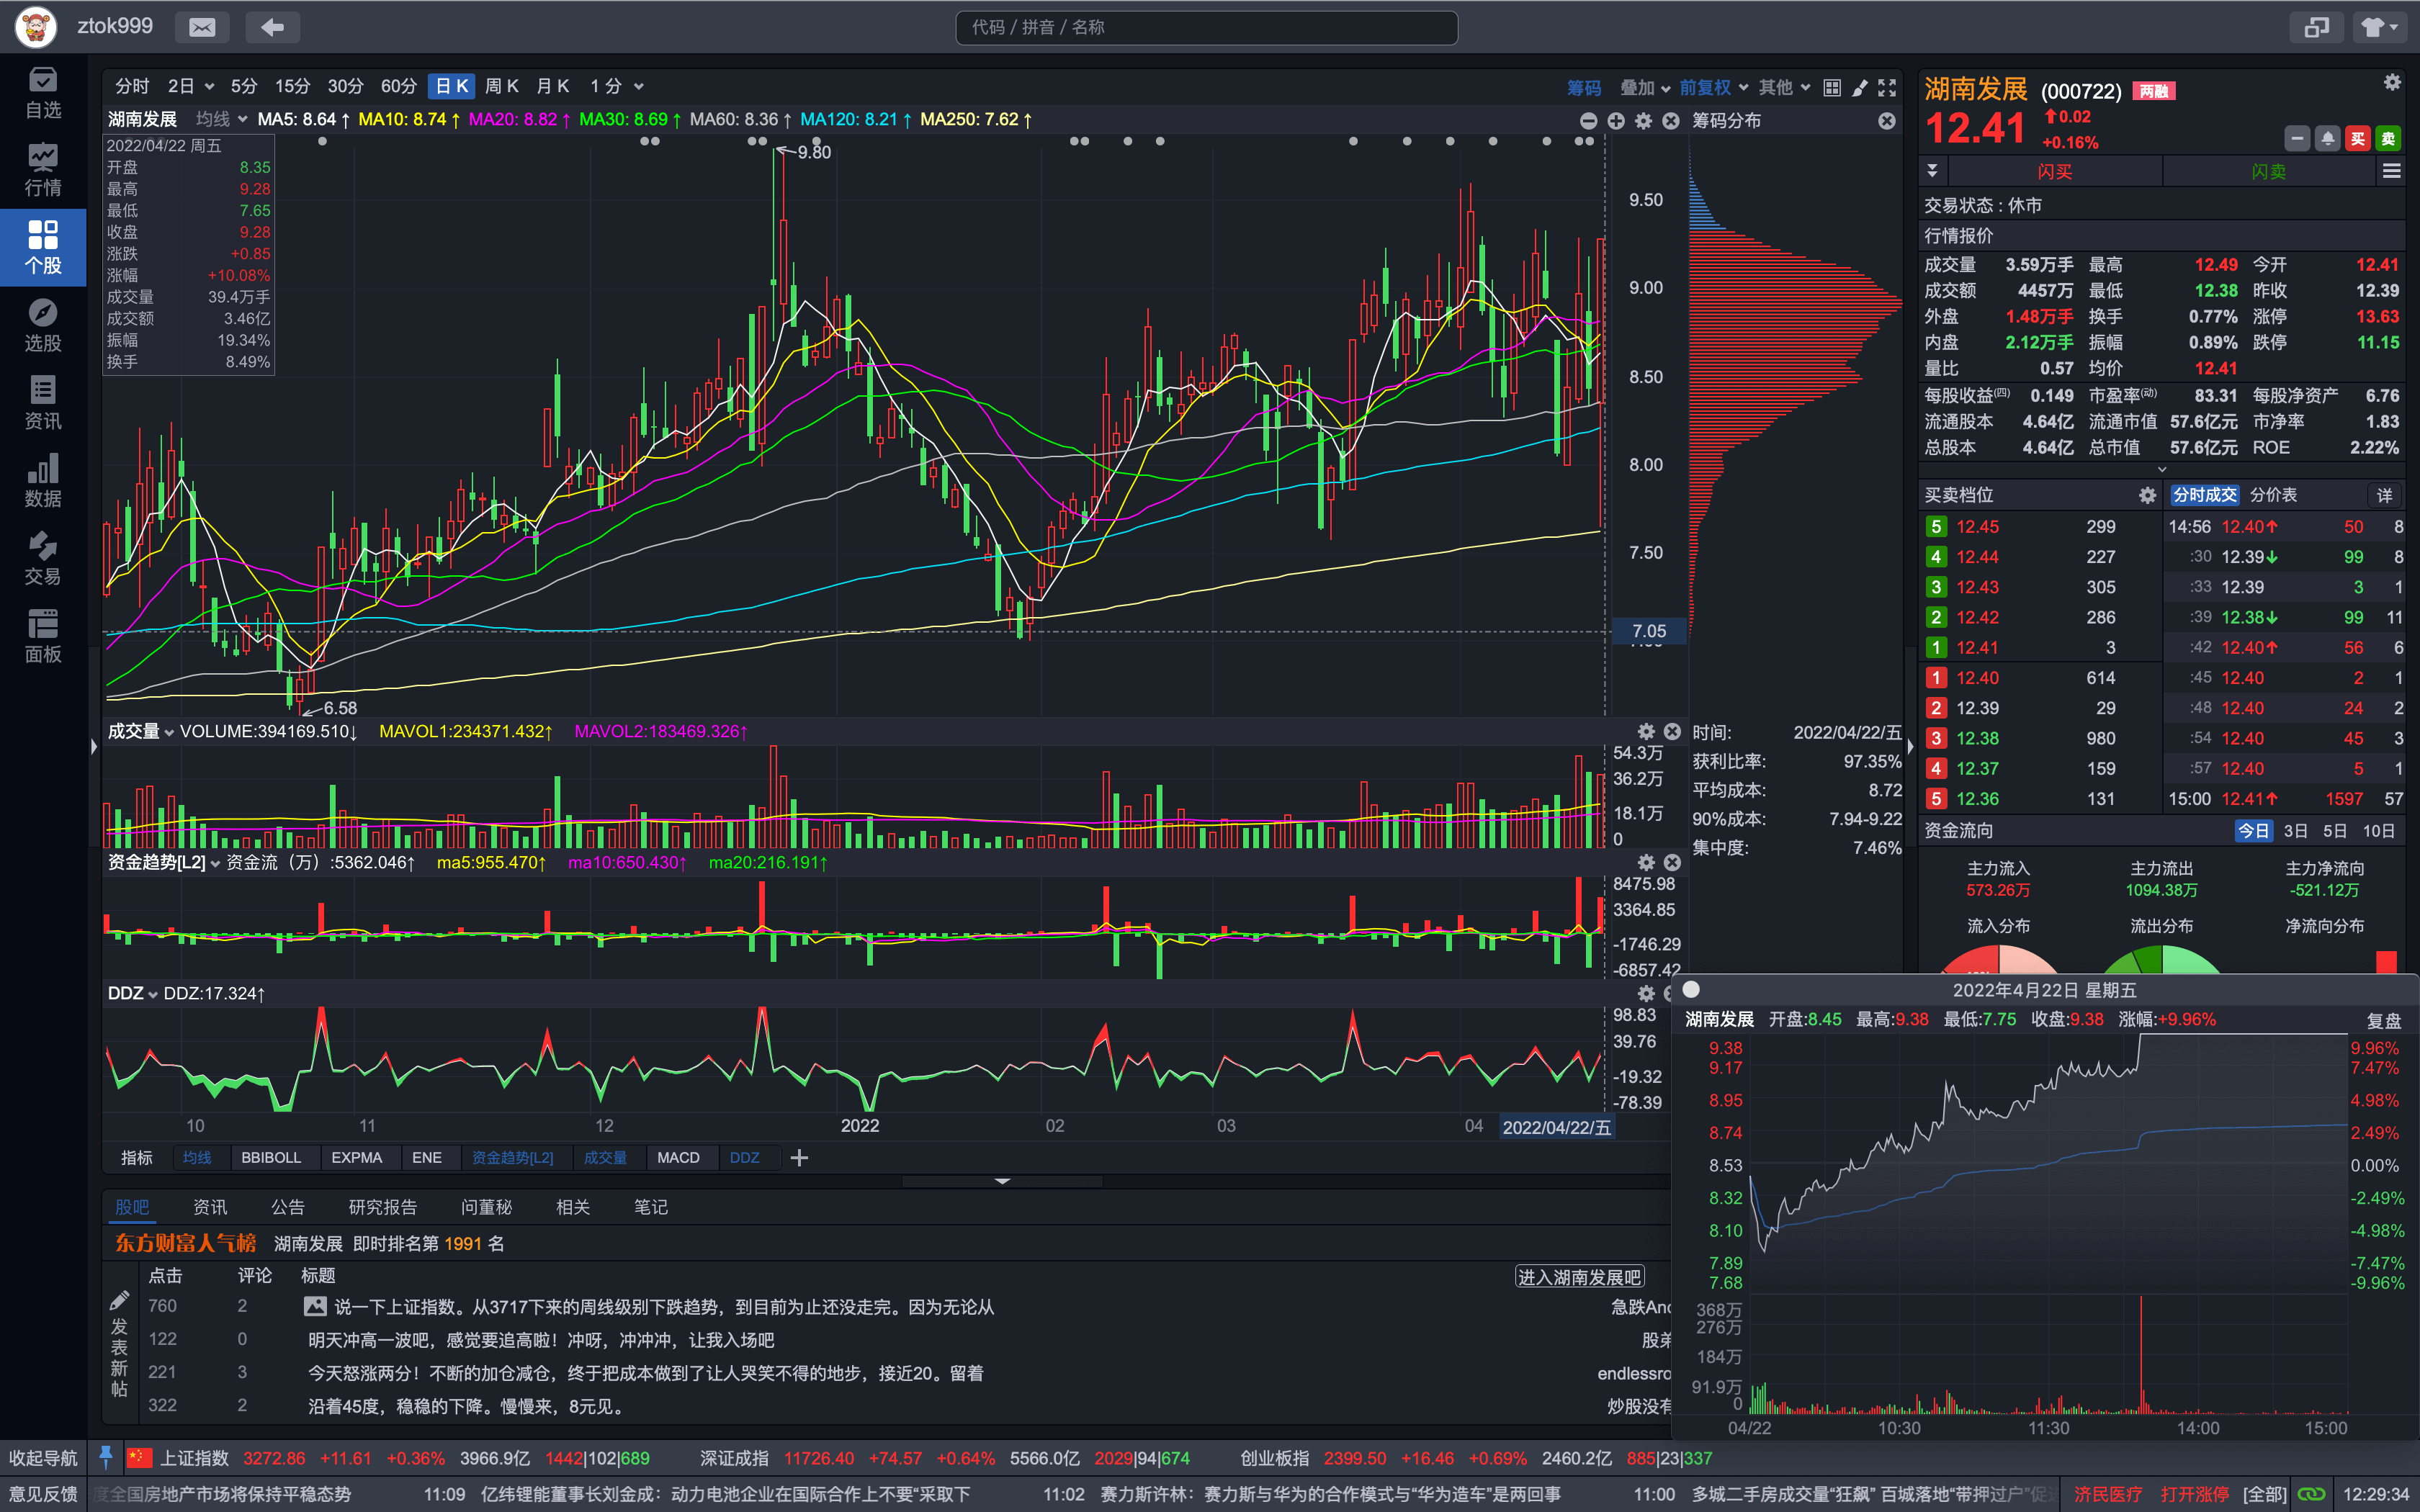 ztok999
代码 / 拼音 / 名称
自选
行情
个股
选股
资讯
数据
交易
面板
分时 2日 5分 15分 30分 60分 日K 周K 月K 1分 筹码 叠加 前复权 其他
湖南发展 均线 MA5: 8.64↑ MA10: 8.74↑ MA20: 8.82↑ MA30: 8.69↑ MA60: 8.36↑ MA120: 8.21↑ MA250: 7.62↑
筹码分布
2022/04/22 周五
开盘 8.35
最高 9.28
最低 7.65
收盘 9.28
涨跌 +0.85
涨幅 +10.08%
成交量 39.4万手
成交额 3.46亿
振幅 19.34%
换手 8.49%
9.80
6.58
9.50
9.00
8.50
8.00
7.50
7.05
成交量 VOLUME:394169.510↓ MAVOL1:234371.432↑ MAVOL2:183469.326↑
54.3万
36.2万
18.1万
0
时间: 2022/04/22/五
获利比率: 97.35%
平均成本: 8.72
90%成本: 7.94-9.22
集中度: 7.46%
资金趋势[L2] 资金流（万）:5362.046↑ ma5:955.470↑ ma10:650.430↑ ma20:216.191↑
8475.98
3364.85
-1746.29
-6857.42
DDZ DDZ:17.324↑
98.83
39.76
-19.32
-78.39
10 11 12 2022 02 03 04 2022/04/22/五
指标 均线 BBIBOLL EXPMA ENE 资金趋势[L2] 成交量 MACD DDZ
股吧 资讯 公告 研究报告 问董秘 相关 笔记
东方财富人气榜 湖南发展 即时排名第 1991 名
点击 评论 标题 进入湖南发展吧
发表新帖
760 2 说一下上证指数。从3717下来的周线级别下跌趋势，到目前为止还没走完。因为无论从 急跌Anc
122 0 明天冲高一波吧，感觉要追高啦！冲呀，冲冲冲，让我入场吧 股弟
221 3 今天怒涨两分！不断的加仓减仓，终于把成本做到了让人哭笑不得的地步，接近20。留着 endlessro
322 2 沿着45度，稳稳的下降。慢慢来，8元见。 炒股没有
湖南发展 (000722) 两融
12.41 ↑0.02
+0.16%
买 卖
闪买 闪卖
交易状态 : 休市
行情报价
成交量 3.59万手 最高 12.49 今开 12.41
成交额 4457万 最低 12.38 昨收 12.39
外盘 1.48万手 换手 0.77% 涨停 13.63
内盘 2.12万手 振幅 0.89% 跌停 11.15
量比 0.57 均价 12.41
每股收益(四) 0.149 市盈率(动) 83.31 每股净资产 6.76
流通股本 4.64亿 流通市值 57.6亿元 市净率 1.83
总股本 4.64亿 总市值 57.6亿元 ROE 2.22%
买卖档位 分时成交 分价表 详
5 12.45 299 14:56 12.40↑ 50 8
4 12.44 227 :30 12.39↓ 99 8
3 12.43 305 :33 12.39 3 1
2 12.42 286 :39 12.38↓ 99 11
1 12.41 3 :42 12.40↑ 56 6
1 12.40 614 :45 12.40 2 1
2 12.39 29 :48 12.40 24 2
3 12.38 980 :54 12.40 45 3
4 12.37 159 :57 12.40 5 1
5 12.36 131 15:00 12.41↑ 1597 57
资金流向 今日 3日 5日 10日
主力流入 主力流出 主力净流向
573.26万 1094.38万 -521.12万
流入分布 流出分布 净流向分布
2022年4月22日 星期五
湖南发展 开盘:8.45 最高:9.38 最低:7.75 收盘:9.38 涨幅:+9.96% 复盘
9.38 9.96%
9.17 7.47%
8.95 4.98%
8.74 2.49%
8.53 0.00%
8.32 -2.49%
8.10 -4.98%
7.89 -7.47%
7.68 -9.96%
368万
276万
184万
91.9万
0
04/22 10:30 11:30 14:00 15:00
收起导航 上证指数 3272.86 +11.61 +0.36% 3966.9亿 1442|102|689 深证成指 11726.40 +74.57 +0.64% 5566.0亿 2029|94|674 创业板指 2399.50 +16.46 +0.69% 2460.2亿 885|23|337
意见反馈 度全国房地产市场将保持平稳态势 11:09 亿纬锂能董事长刘金成：动力电池企业在国际合作上不要“采取下 11:02 赛力斯许林：赛力斯与华为的合作模式与“华为造车”是两回事 11:00 多城二手房成交量“狂飙” 百城落地“带押过户”促 济民医疗 打开涨停 [全部] 12:29:34